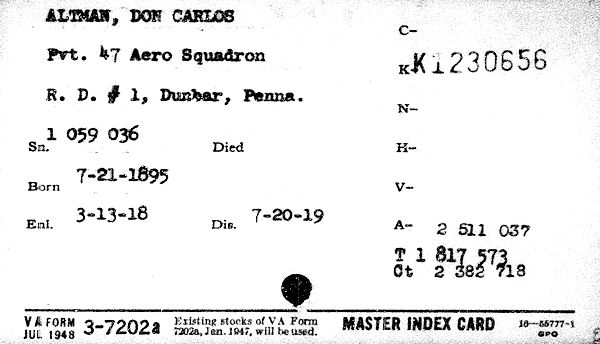 ALTMAN, DON CARLOS
Pvt. 47 Aero Squadron
R. D. # 1, Dunbar, Penna.
Sn. 1 059 036 Died
Born 7-21-1895
Enl. 3-13-18 Dis. 7-20-19
C-
K- K1230656
N-
H-
V-
A- 2 511 037
T 1 817 573
Ct 2 382 718
VA FORM
JUL 1948 3-7202a
Existing stocks of VA Form
7202a, Jan. 1947, will be used.
MASTER INDEX CARD
16—55777-1
GPO